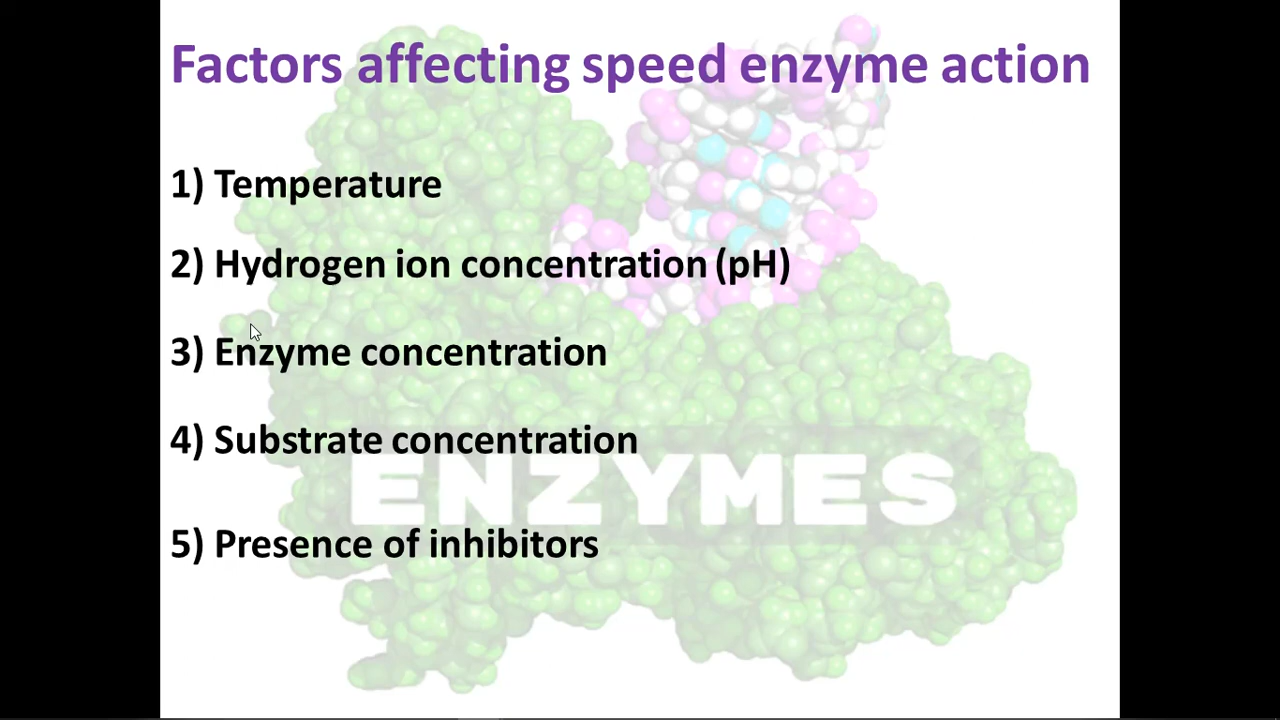 Factors affecting speed enzyme action
1) Temperature
2) Hydrogen ion concentration (pH)
3) Enzyme concentration
4) Substrate concentration
ENZYMES
5) Presence of inhibitors